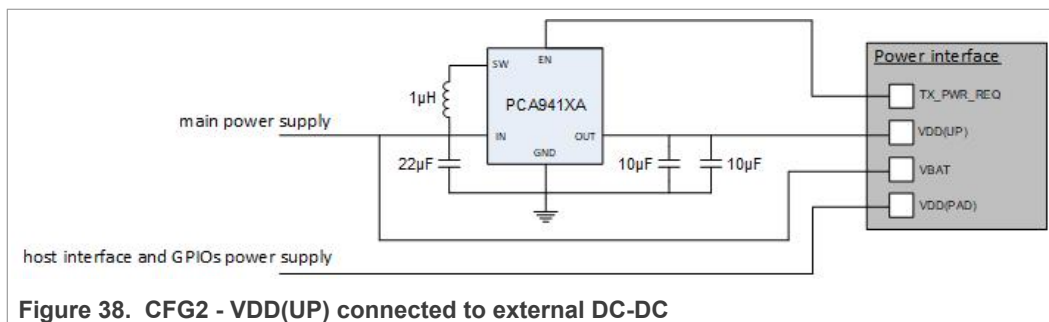 Power interface
EN
SW
TX_PWR_REQ
1µH
PCA941XA
main power supply
VDD(UP)
IN
OUT
GND
22µF
10µF
10µF
VBAT
VDD(PAD)
host interface and GPIOs power supply
Figure 38. CFG2 - VDD(UP) connected to external DC-DC